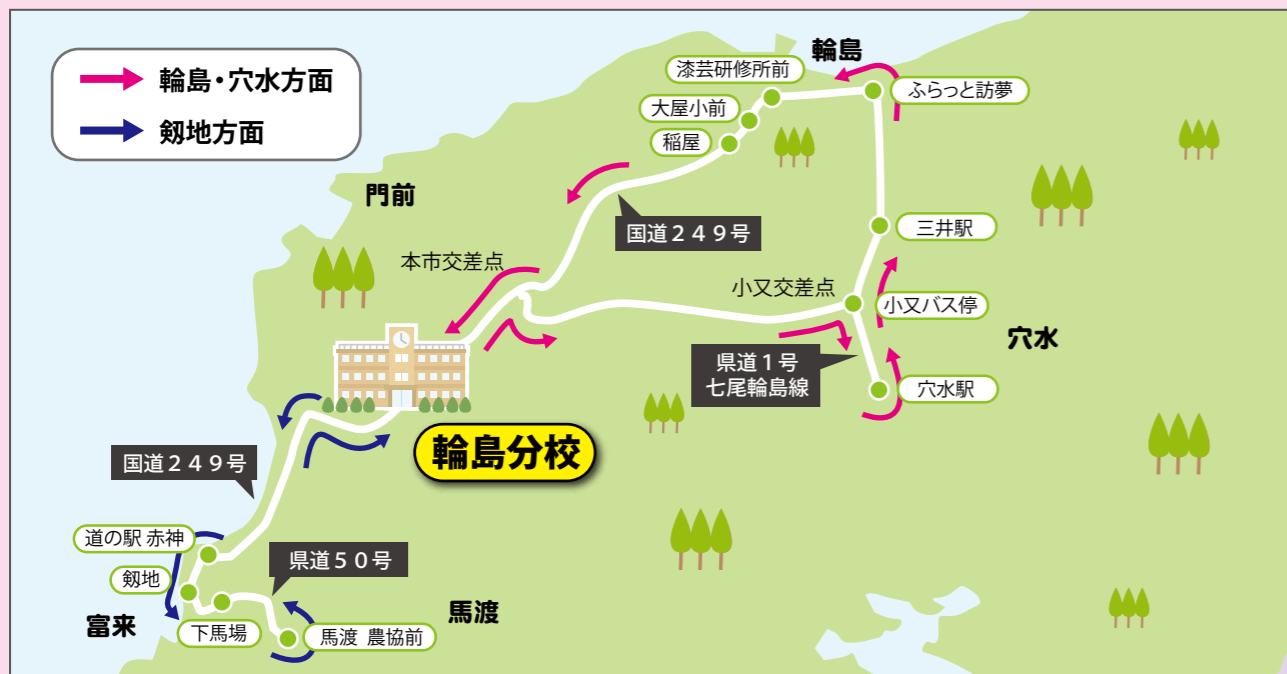 輪島・穴水方面
剱地方面
輪島
漆芸研修所前
ふらっと訪夢
大屋小前
稲屋
門前
国道249号
三井駅
本市交差点
小又交差点
小又バス停
穴水
県道1号
七尾輪島線
穴水駅
輪島分校
国道249号
道の駅 赤神
県道50号
剱地
富来
下馬場
馬渡 農協前
馬渡